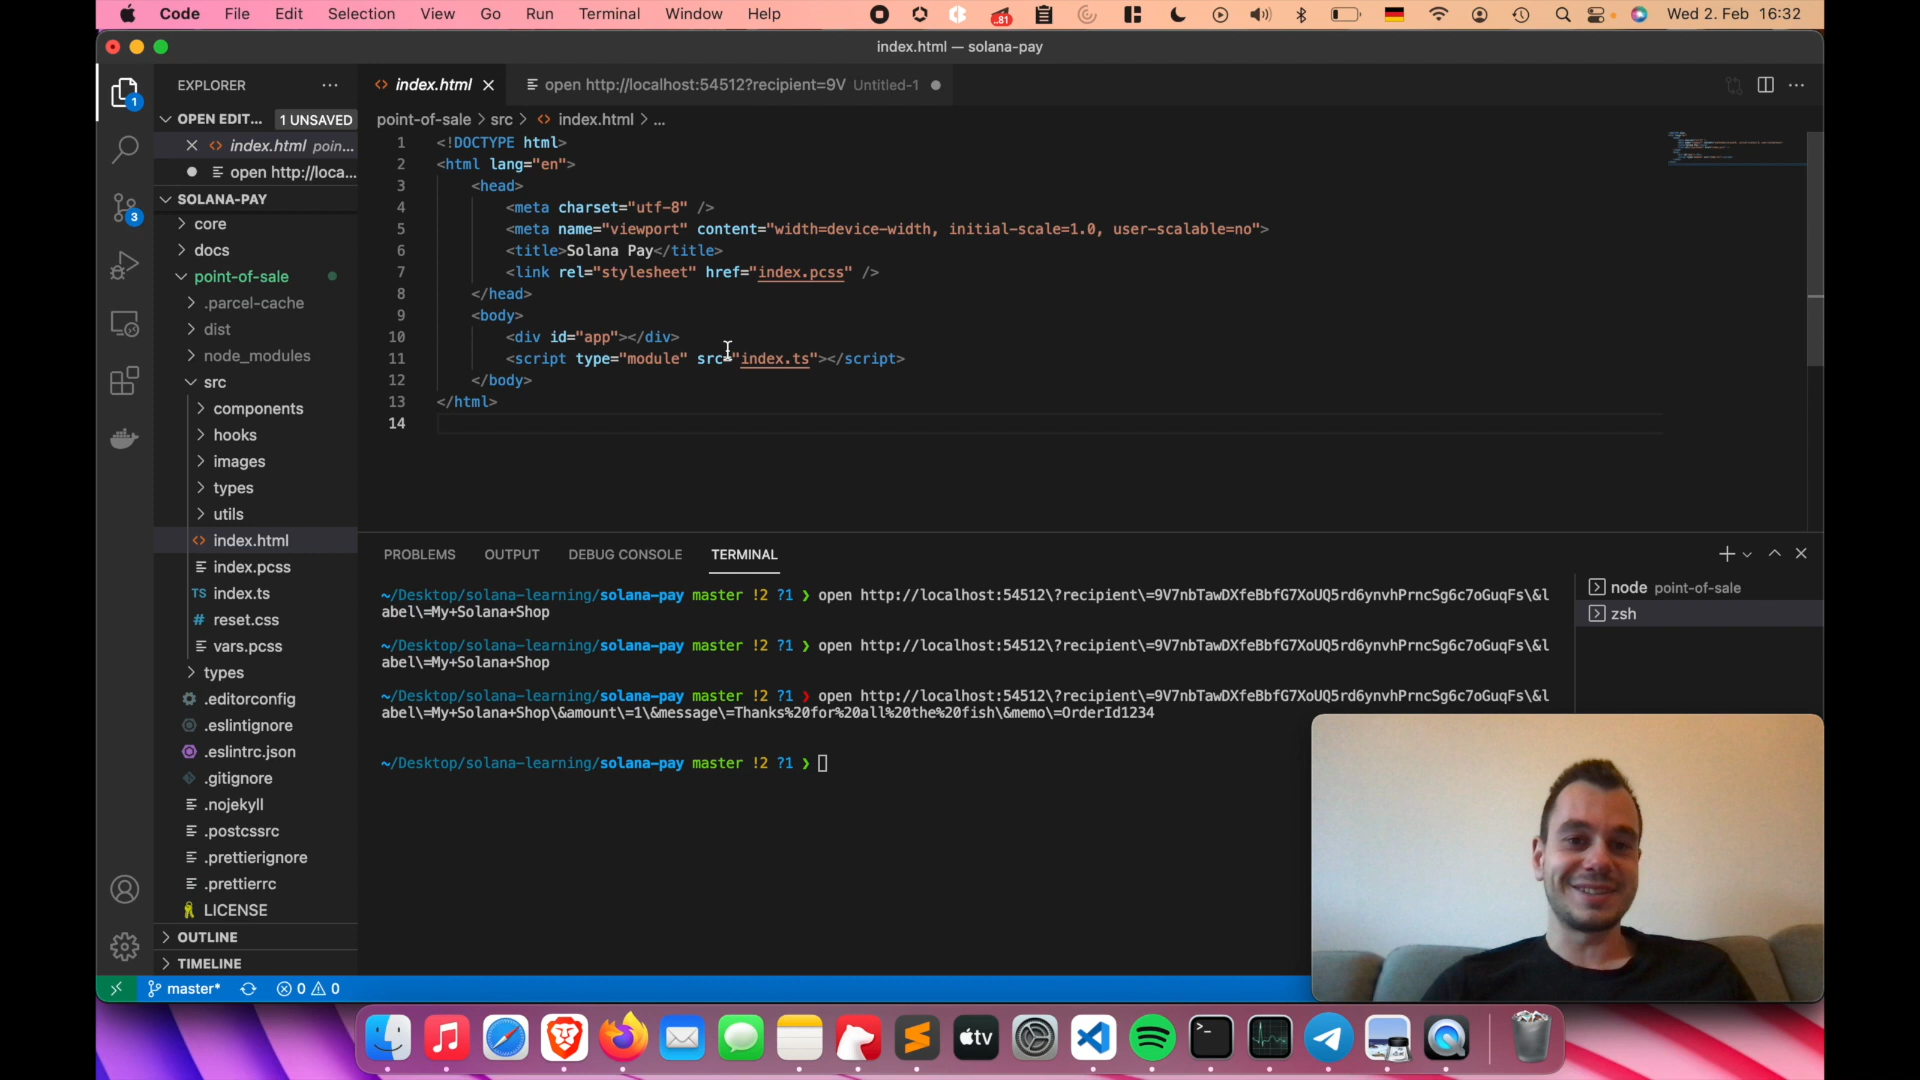 Code File Edit Selection View Go Run Terminal Window Help
..81
Wed 2. Feb 16:32
index.html — solana-pay
EXPLORER
1
3
OPEN EDIT... 1 UNSAVED
index.html poin...
open http://loca...
SOLANA-PAY
core
docs
point-of-sale
.parcel-cache
dist
node_modules
src
components
hooks
images
types
utils
index.html
index.pcss
TS index.ts
# reset.css
vars.pcss
types
.editorconfig
.eslintignore
.eslintrc.json
.gitignore
.nojekyll
.postcssrc
.prettierignore
.prettierrc
LICENSE
OUTLINE
TIMELINE
index.html
open http://localhost:54512?recipient=9V Untitled-1
point-of-sale > src > index.html > ...
1 <!DOCTYPE html>
2 <html lang="en">
3 <head>
4 <meta charset="utf-8" />
5 <meta name="viewport" content="width=device-width, initial-scale=1.0, user-scalable=no">
6 <title>Solana Pay</title>
7 <link rel="stylesheet" href="index.pcss" />
8 </head>
9 <body>
10 <div id="app"></div>
11 <script type="module" src="index.ts"></script>
12 </body>
13 </html>
14
PROBLEMS OUTPUT DEBUG CONSOLE TERMINAL
~/Desktop/solana-learning/solana-pay master !2 ?1 ❯ open http://localhost:54512\?recipient\=9V7nbTawDXfeBbfG7XoUQ5rd6ynvhPrncSg6c7oGuqFs\&l
abel\=My+Solana+Shop
~/Desktop/solana-learning/solana-pay master !2 ?1 ❯ open http://localhost:54512\?recipient\=9V7nbTawDXfeBbfG7XoUQ5rd6ynvhPrncSg6c7oGuqFs\&l
abel\=My+Solana+Shop
~/Desktop/solana-learning/solana-pay master !2 ?1 ❯ open http://localhost:54512\?recipient\=9V7nbTawDXfeBbfG7XoUQ5rd6ynvhPrncSg6c7oGuqFs\&l
abel\=My+Solana+Shop\&amount\=1\&message\=Thanks%20for%20all%20the%20fish\&memo\=OrderId1234
~/Desktop/solana-learning/solana-pay master !2 ?1 ❯
node point-of-sale
zsh
master* 0 0
tv